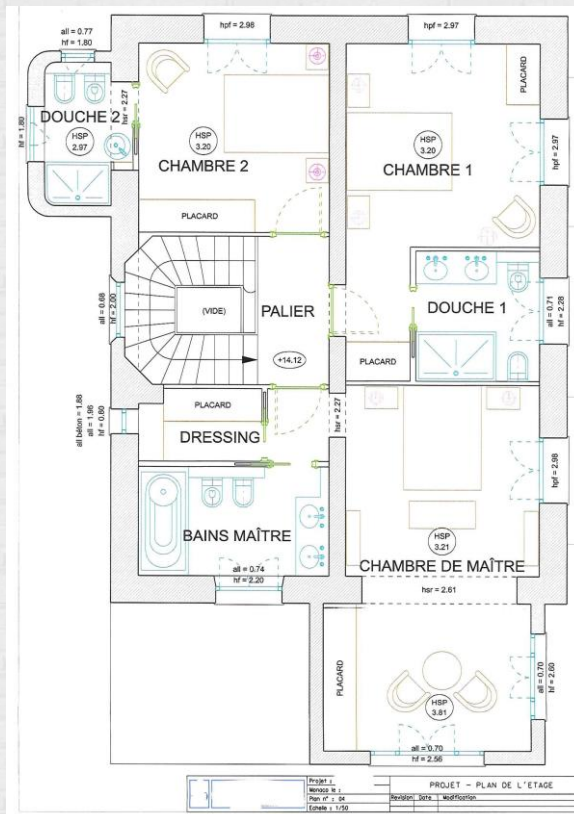 all = 0.77
hf = 1.80
hpf = 2.98
hpf = 2.97
hf = 1.80
DOUCHE 2
HSP
2.97
hsr = 2.27
HSP
3.20
CHAMBRE 2
PLACARD
HSP
3.20
CHAMBRE 1
PLACARD
hpf = 2.97
all = 0.68
hf = 2.00
(VIDE)
PALIER
+14.12
DOUCHE 1
all = 0.71
hf = 2.28
PLACARD
all béton = 1.88
all = 1.96
hf = 0.80
PLACARD
DRESSING
hsr = 2.27
hpf = 2.98
BAINS MAÎTRE
all = 0.74
hf = 2.20
HSP
3.21
CHAMBRE DE MAÎTRE
hsr = 2.61
PLACARD
HSP
3.81
all = 0.70
hf = 2.60
all = 0.70
hf = 2.56
Projet :
Monaco le :
Plan n° : 04
Echelle : 1/50
PROJET - PLAN DE L'ETAGE
Revision Date Modification